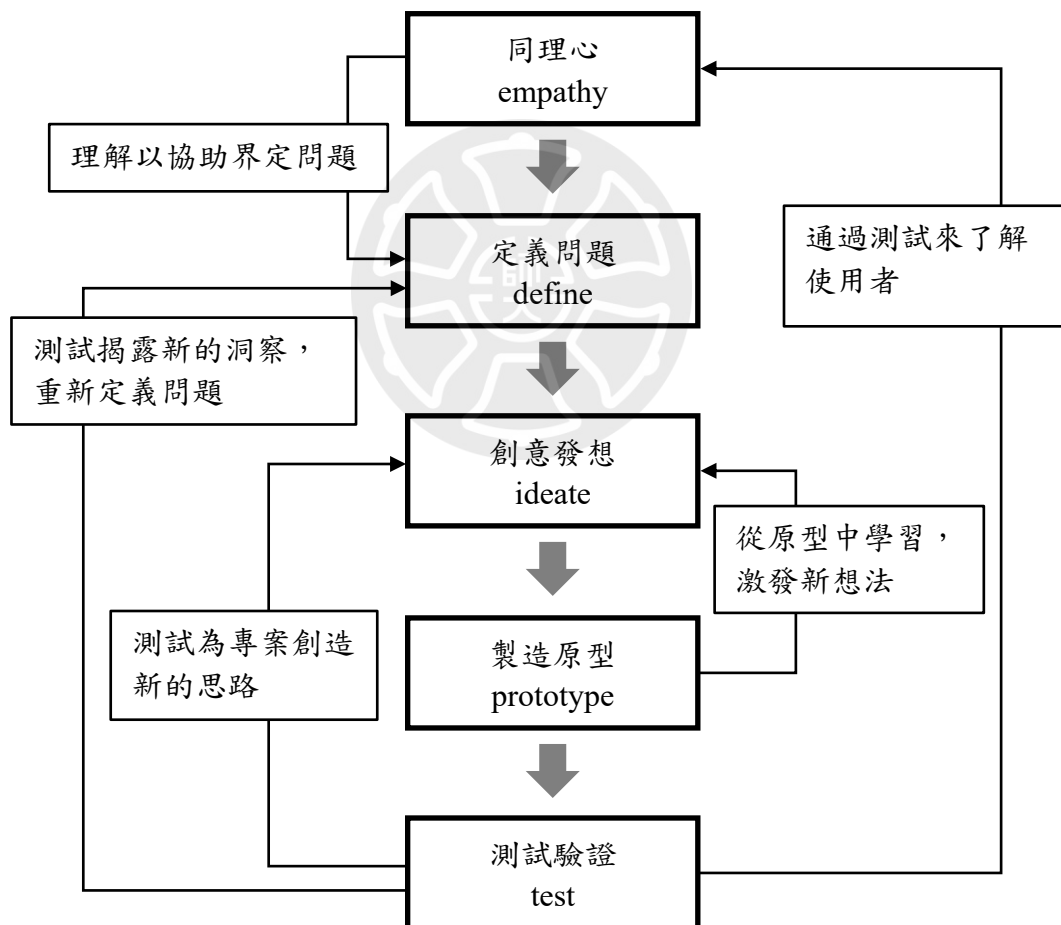 同理心
empathy
理解以協助界定問題
定義問題
define
通過測試來了解
使用者
測試揭露新的洞察，
重新定義問題
創意發想
ideate
從原型中學習，
激發新想法
測試為專案創造
新的思路
製造原型
prototype
測試驗證
test